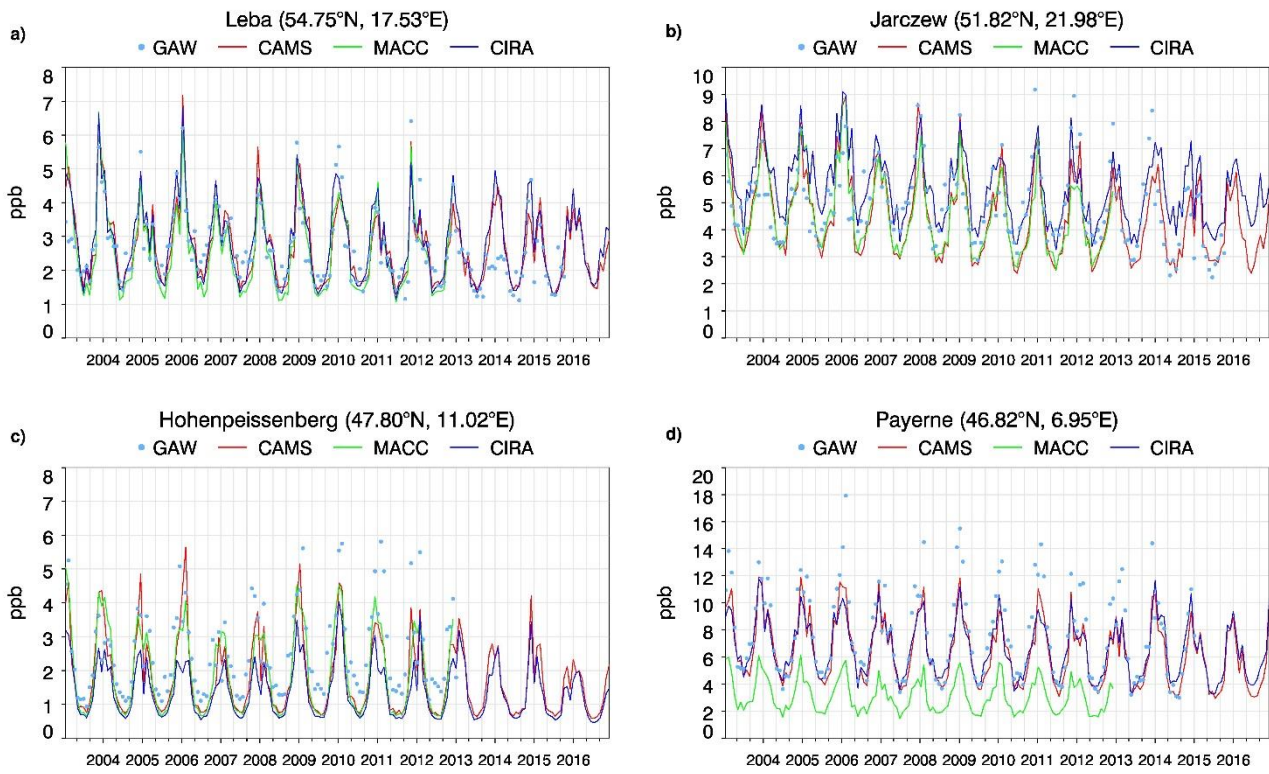 Leba (54.75°N, 17.53°E)
a)
GAW CAMS MACC CIRA
8
7
6
5
4
3
2
1
0
ppb
2004 2005 2006 2007 2008 2009 2010 2011 2012 2013 2014 2015 2016
Jarczew (51.82°N, 21.98°E)
b)
GAW CAMS MACC CIRA
10
9
8
7
6
5
4
3
2
1
0
ppb
2004 2005 2006 2007 2008 2009 2010 2011 2012 2013 2014 2015 2016
Hohenpeissenberg (47.80°N, 11.02°E)
c)
GAW CAMS MACC CIRA
8
7
6
5
4
3
2
1
0
ppb
2004 2005 2006 2007 2008 2009 2010 2011 2012 2013 2014 2015 2016
Payerne (46.82°N, 6.95°E)
d)
GAW CAMS MACC CIRA
20
18
16
14
12
10
8
6
4
2
0
ppb
2004 2005 2006 2007 2008 2009 2010 2011 2012 2013 2014 2015 2016